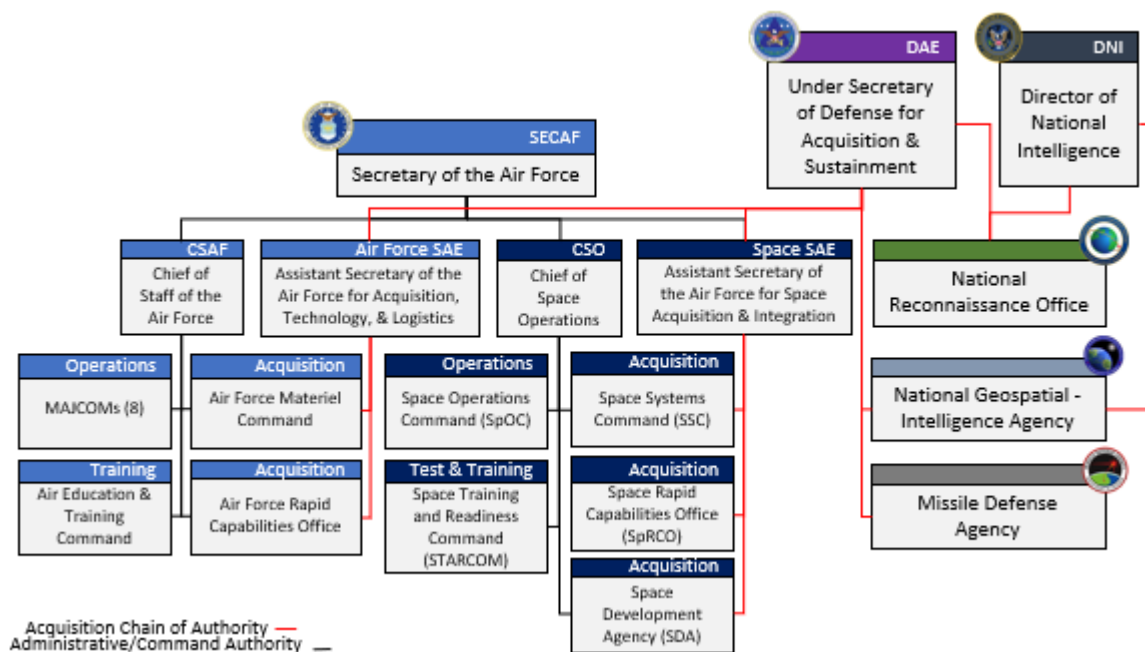 DAE
Under Secretary
of Defense for
Acquisition &
Sustainment
DNI
Director of
National
Intelligence
SECAF
Secretary of the Air Force
CSAF
Chief of
Staff of the
Air Force
Air Force SAE
Assistant Secretary of the
Air Force for Acquisition,
Technology, & Logistics
CSO
Chief of
Space
Operations
Space SAE
Assistant Secretary of
the Air Force for Space
Acquisition & Integration
National
Reconnaissance Office
Operations
MAJCOMs (8)
Acquisition
Air Force Materiel
Command
Operations
Space Operations
Command (SpOC)
Acquisition
Space Systems
Command (SSC)
National Geospatial -
Intelligence Agency
Training
Air Education &
Training
Command
Acquisition
Air Force Rapid
Capabilities Office
Test & Training
Space Training
and Readiness
Command
(STARCOM)
Acquisition
Space Rapid
Capabilities Office
(SpRCO)
Missile Defense
Agency
Acquisition
Space
Development
Agency (SDA)
Acquisition Chain of Authority
Administrative/Command Authority